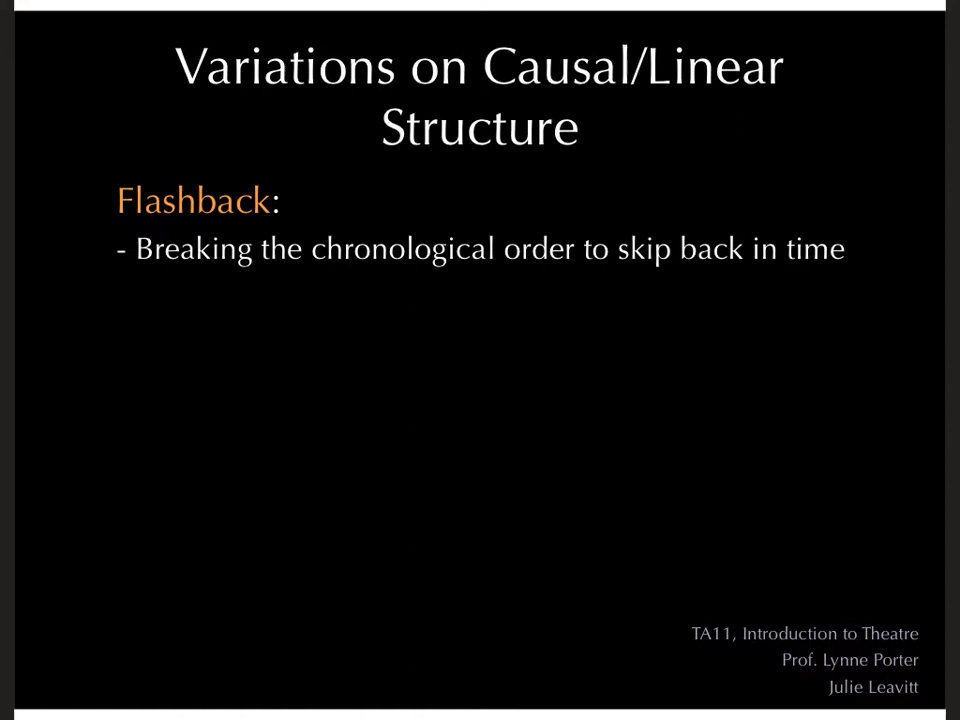 Variations on Causal/Linear
Structure
Flashback:
- Breaking the chronological order to skip back in time
TA11, Introduction to Theatre
Prof. Lynne Porter
Julie Leavitt